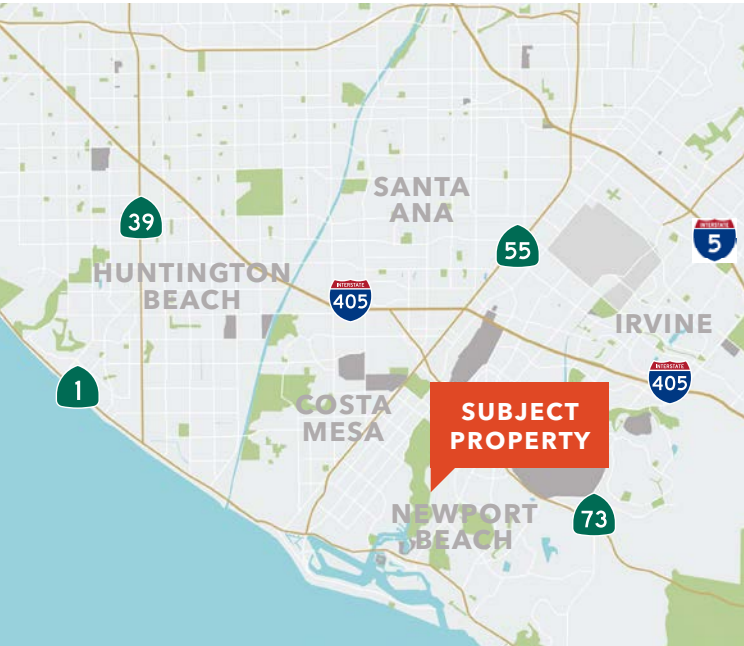 SANTA
ANA
39
55
INTERSTATE
5
HUNTINGTON
BEACH
INTERSTATE
405
IRVINE
1
INTERSTATE
405
COSTA
MESA
SUBJECT
PROPERTY
NEWPORT
BEACH
73